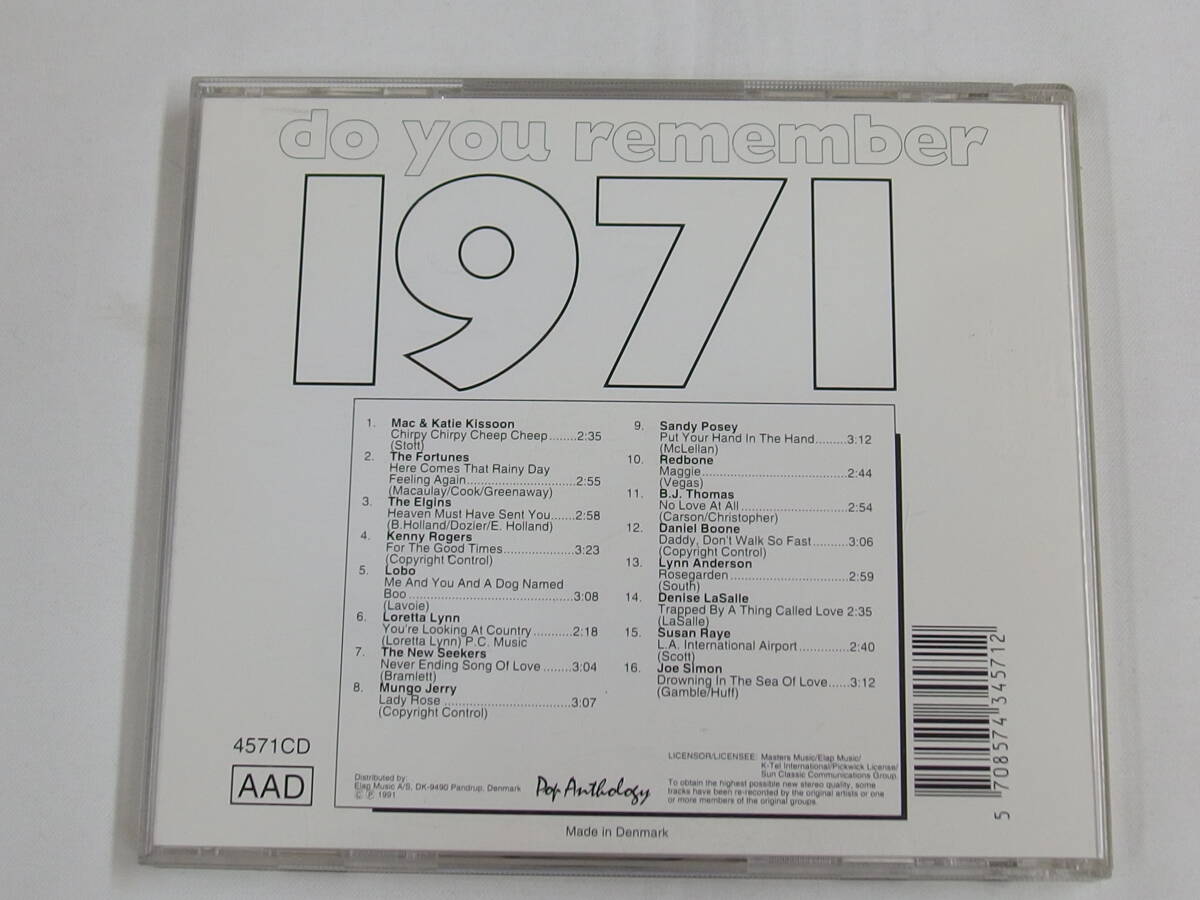 do you remember
1971
1. Mac & Katie Kissoon
Chirpy Chirpy Cheep Cheep ........2:35
(Stott)
2. The Fortunes
Here Comes That Rainy Day
Feeling Again..............................2:55
(Macaulay/Cook/Greenaway)
3. The Elgins
Heaven Must Have Sent You.......2:58
(B.Holland/Dozier/E. Holland)
4. Kenny Rogers
For The Good Times...................3:23
(Copyright Control)
5. Lobo
Me And You And A Dog Named
Boo .............................................3:08
(Lavoie)
6. Loretta Lynn
You're Looking At Country ...........2:18
(Loretta Lynn) P.C. Music
7. The New Seekers
Never Ending Song Of Love ........3:04
(Bramlett)
8. Mungo Jerry
Lady Rose ...................................3:07
(Copyright Control)
9. Sandy Posey
Put Your Hand In The Hand.........3:12
(McLellan)
10. Redbone
Maggie........................................2:44
(Vegas)
11. B.J. Thomas
No Love At All ..............................2:54
(Carson/Christopher)
12. Daniel Boone
Daddy, Don't Walk So Fast..........3:06
(Copyright Control)
13. Lynn Anderson
Rosegarden .................................2:59
(South)
14. Denise LaSalle
Trapped By A Thing Called Love 2:35
(LaSalle)
15. Susan Raye
L.A. International Airport ..............2:40
(Scott)
16. Joe Simon
Drowning In The Sea Of Love......3:12
(Gamble/Huff)
4571CD
AAD
Distributed by:
Elap Music A/S, DK-9490 Pandrup, Denmark
© ℗ 1991
Pop Anthology
LICENSOR/LICENSEE: Masters Music/Elap Music/
K-Tel International/Pickwick License/
Sun Classic Communications Group.
To obtain the highest possible new stereo quality, some
tracks have been re-recorded by the original artists or one
or more members of the original groups.
Made in Denmark
5 708574 345712